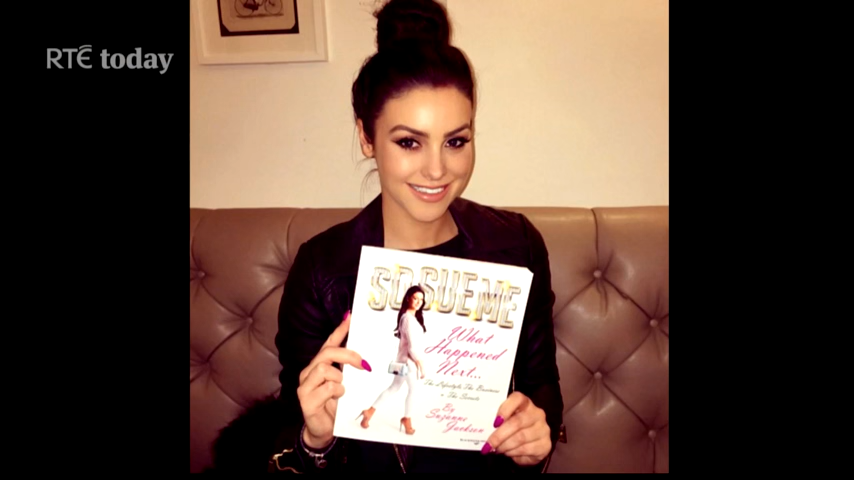 RTÉ today
SO SUE ME
What
Happened
Next...
The Lifestyle, The Business
+ The Secrets
By
Suzanne
Jackson